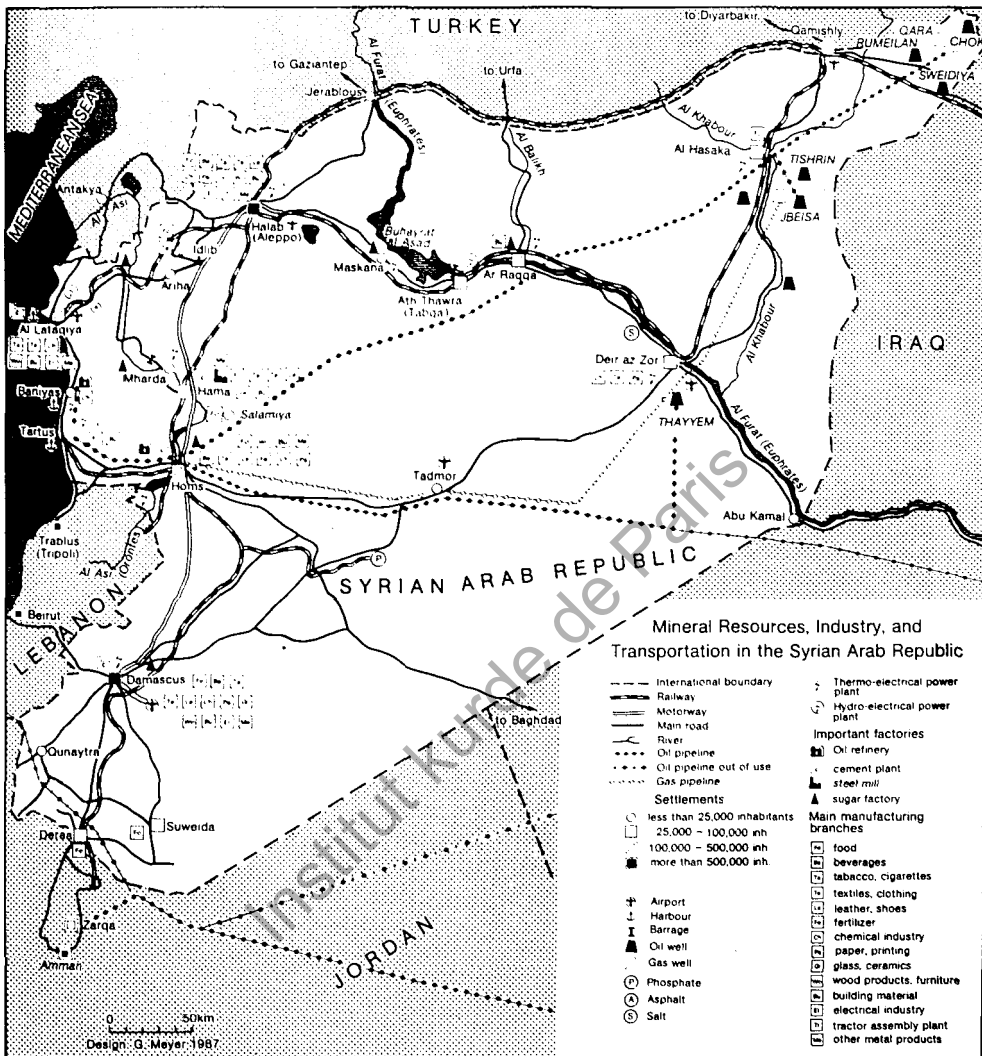 TURKEY
to Diyarbakir
Qamishly
QARA
RUMEILAN
CHOK
SWEIDIYA
to Gaziantep
Jerablous
Al Furat (Euphrates)
to Urfa
Al Balikh
Al Khabour
Al Hasaka
TISHRIN
JBEISA
MEDITERRANEAN SEA
Antakya
Al Asi
Halab
(Aleppo)
Idlib
Ariha
Buhayrat
al Asad
Maskana
Ath Thawra
(Tabqa)
Ar Raqqa
Al Khabour
IRAQ
Al Lataqiya
Deir az Zor
Mharda
Hama
Baniyas
Salamiya
THAYYEM
Al Furat (Euphrates)
Tartus
Tadmor
Homs
Abu Kamal
Trablus
(Tripoli)
Al Asi (Orontes)
SYRIAN ARAB REPUBLIC
Beirut
LEBANON
Damascus
to Baghdad
Qunaytra
Deraa
Suweida
Zarqa
Amman
JORDAN
0 50km
Design: G. Meyer 1987
Mineral Resources, Industry, and
Transportation in the Syrian Arab Republic
International boundary
Railway
Motorway
Main road
River
Oil pipeline
Oil pipeline out of use
Gas pipeline
Settlements
less than 25,000 inhabitants
25,000 – 100,000 inh
100,000 – 500,000 inh
more than 500,000 inh.
Airport
Harbour
Barrage
Oil well
Gas well
P Phosphate
A Asphalt
S Salt
Thermo-electrical power
plant
Hydro-electrical power
plant
Important factories
Oil refinery
cement plant
steel mill
sugar factory
Main manufacturing
branches
food
beverages
tabacco, cigarettes
textiles, clothing
leather, shoes
fertilizer
chemical industry
paper, printing
glass, ceramics
wood products, furniture
building material
electrical industry
tractor assembly plant
other metal products
Institut kurde de Paris